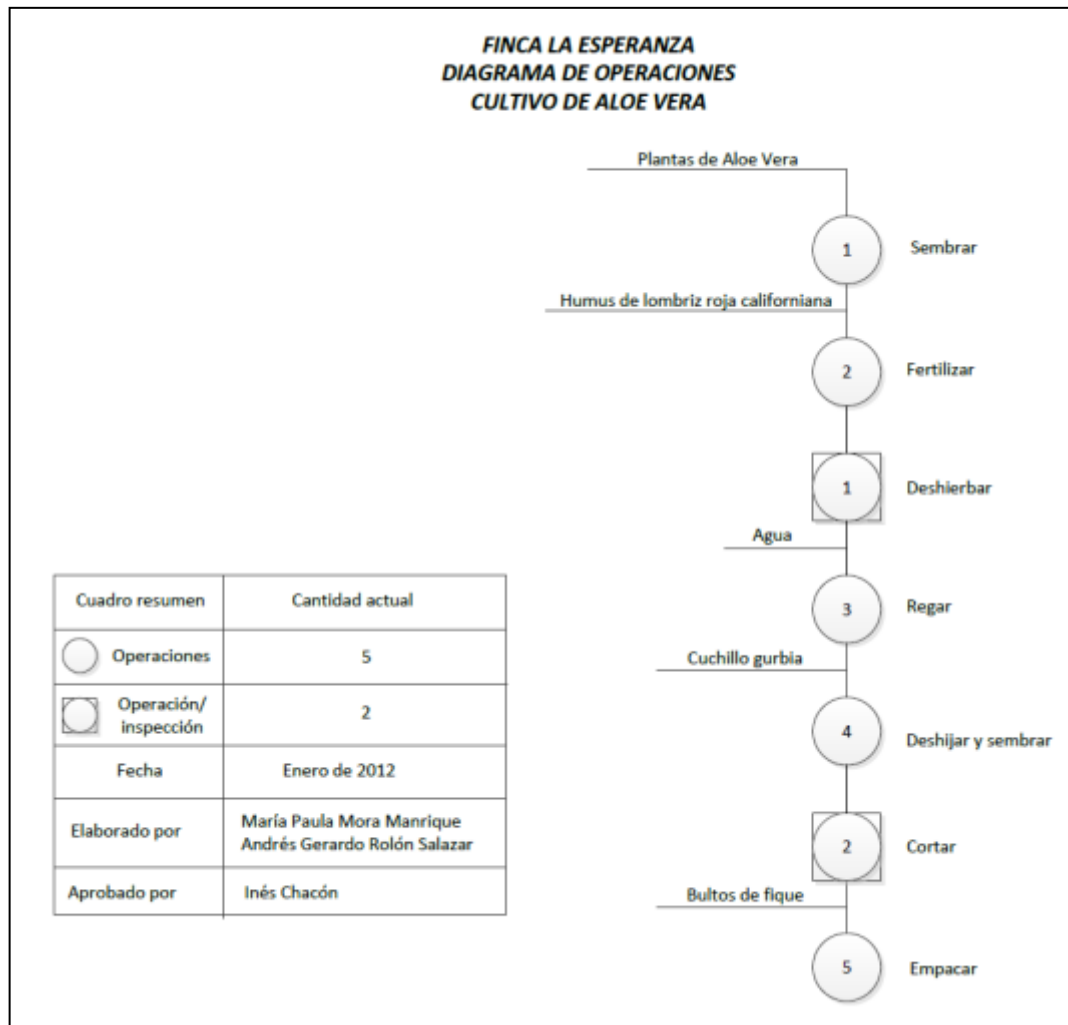 FINCA LA ESPERANZA
DIAGRAMA DE OPERACIONES
CULTIVO DE ALOE VERA
Plantas de Aloe Vera
1
Sembrar
Humus de lombriz roja californiana
2
Fertilizar
1
Deshierbar
Agua
3
Regar
Cuchillo gurbia
4
Deshijar y sembrar
2
Cortar
Bultos de fique
5
Empacar
Cuadro resumen
Cantidad actual
Operaciones
5
Operación/
inspección
2
Fecha
Enero de 2012
Elaborado por
María Paula Mora Manrique
Andrés Gerardo Rolón Salazar
Aprobado por
Inés Chacón